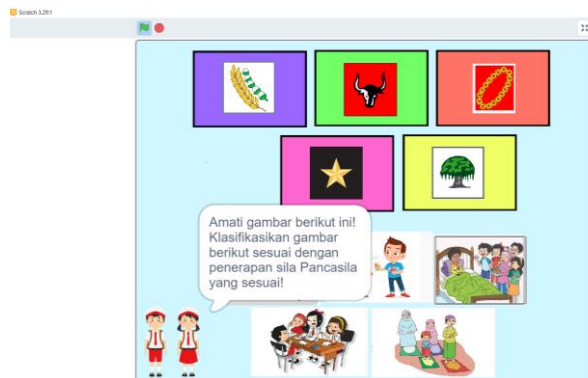 Scratch 3.29.1
Amati gambar berikut ini!
Klasifikasikan gambar
berikut sesuai dengan
penerapan sila Pancasila
yang sesuai!